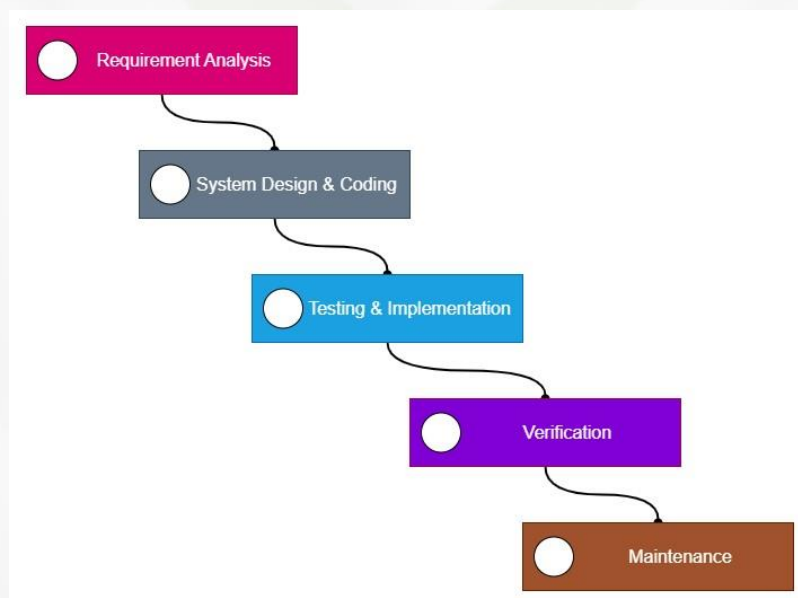 Requirement Analysis
System Design & Coding
Testing & Implementation
Verification
Maintenance